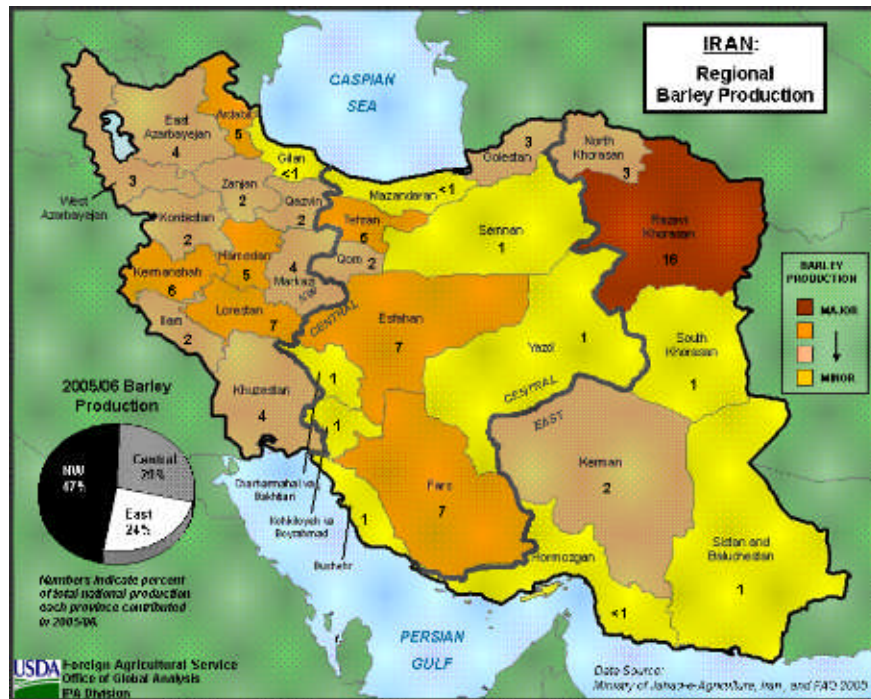 IRAN:
Regional
Barley Production
CASPIAN
SEA
Ardabil
5
East
Azarbayejan
4
Gilan
<1
3
West
Azarbayejan
Zanjan
2
Qazvin
2
Mazandaran
<1
3
Golestan
North
Khorasan
3
Kordestan
2
Hamedan
5
Tehran
6
Semnan
1
Razavi
Khorasan
16
Kermanshah
6
4
Markazi
Qom
2
NW
CENTRAL
Ilam
2
Lorestan
7
Esfahan
7
Yazd
1
South
Khorasan
1
BARLEY
PRODUCTION
MAJOR
MINOR
Khuzestan
4
1
1
CENTRAL
EAST
Kerman
2
Fars
7
Charharmahal va
Bakhtiari
Kohkiloyeh va
Boyrahmad
Bushehr
1
Hormozgan
<1
Sistan and
Baluchestan
1
2005/06 Barley
Production
NW
47%
Central
29%
East
24%
Numbers indicate percent
of total national production
each province contributed
in 2005/06.
PERSIAN
GULF
USDA
Foreign Agricultural Service
Office of Global Analysis
IPA Division
Data Source:
Ministry of Jahad-e-Agriculture, Iran, and FAO 2005